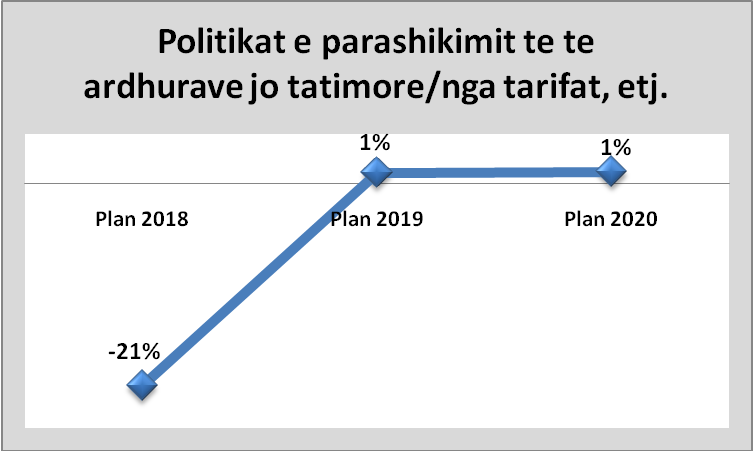 Politikat e parashikimit te te
ardhurave jo tatimore/nga tarifat, etj.
1%
1%
Plan 2018
Plan 2019
Plan 2020
-21%